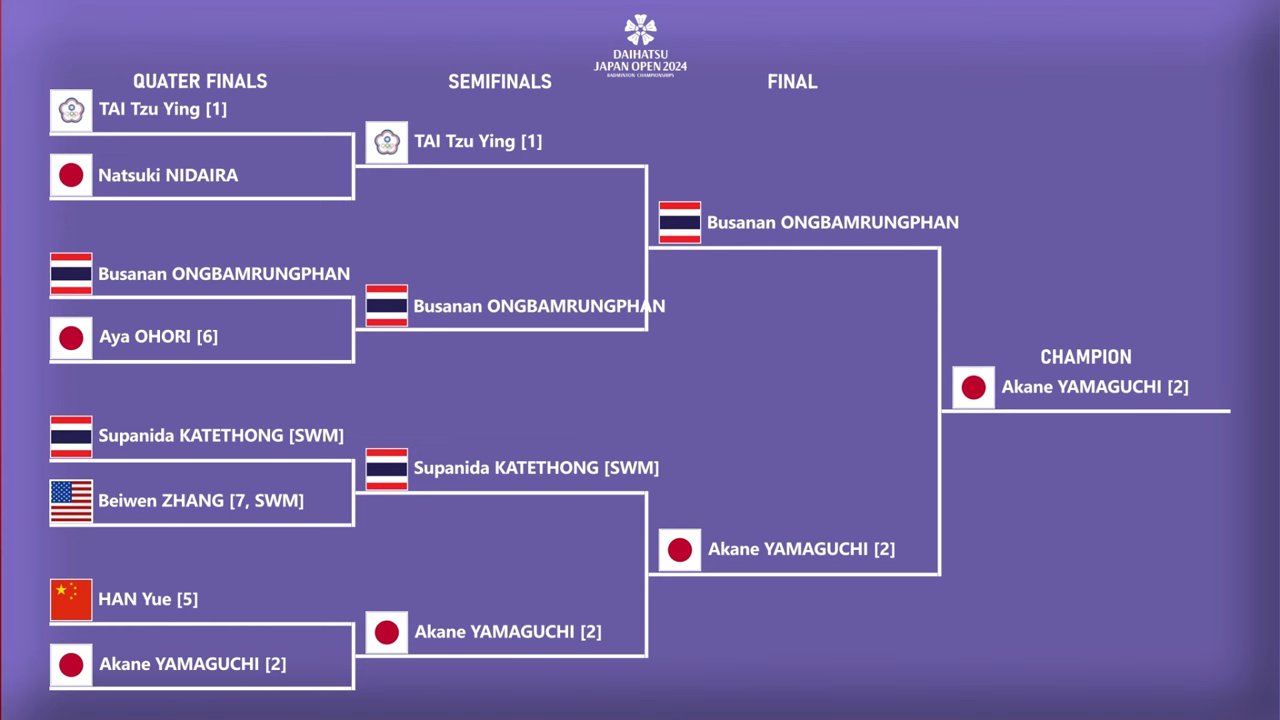 DAIHATSU
JAPAN OPEN 2024
BADMINTON CHAMPIONSHIPS
QUATER FINALS
SEMIFINALS
FINAL
TAI Tzu Ying [1]
Natsuki NIDAIRA
Busanan ONGBAMRUNGPHAN
Aya OHORI [6]
Supanida KATETHONG [SWM]
Beiwen ZHANG [7, SWM]
HAN Yue [5]
Akane YAMAGUCHI [2]
TAI Tzu Ying [1]
Busanan ONGBAMRUNGPHAN
Supanida KATETHONG [SWM]
Akane YAMAGUCHI [2]
Busanan ONGBAMRUNGPHAN
Akane YAMAGUCHI [2]
CHAMPION
Akane YAMAGUCHI [2]